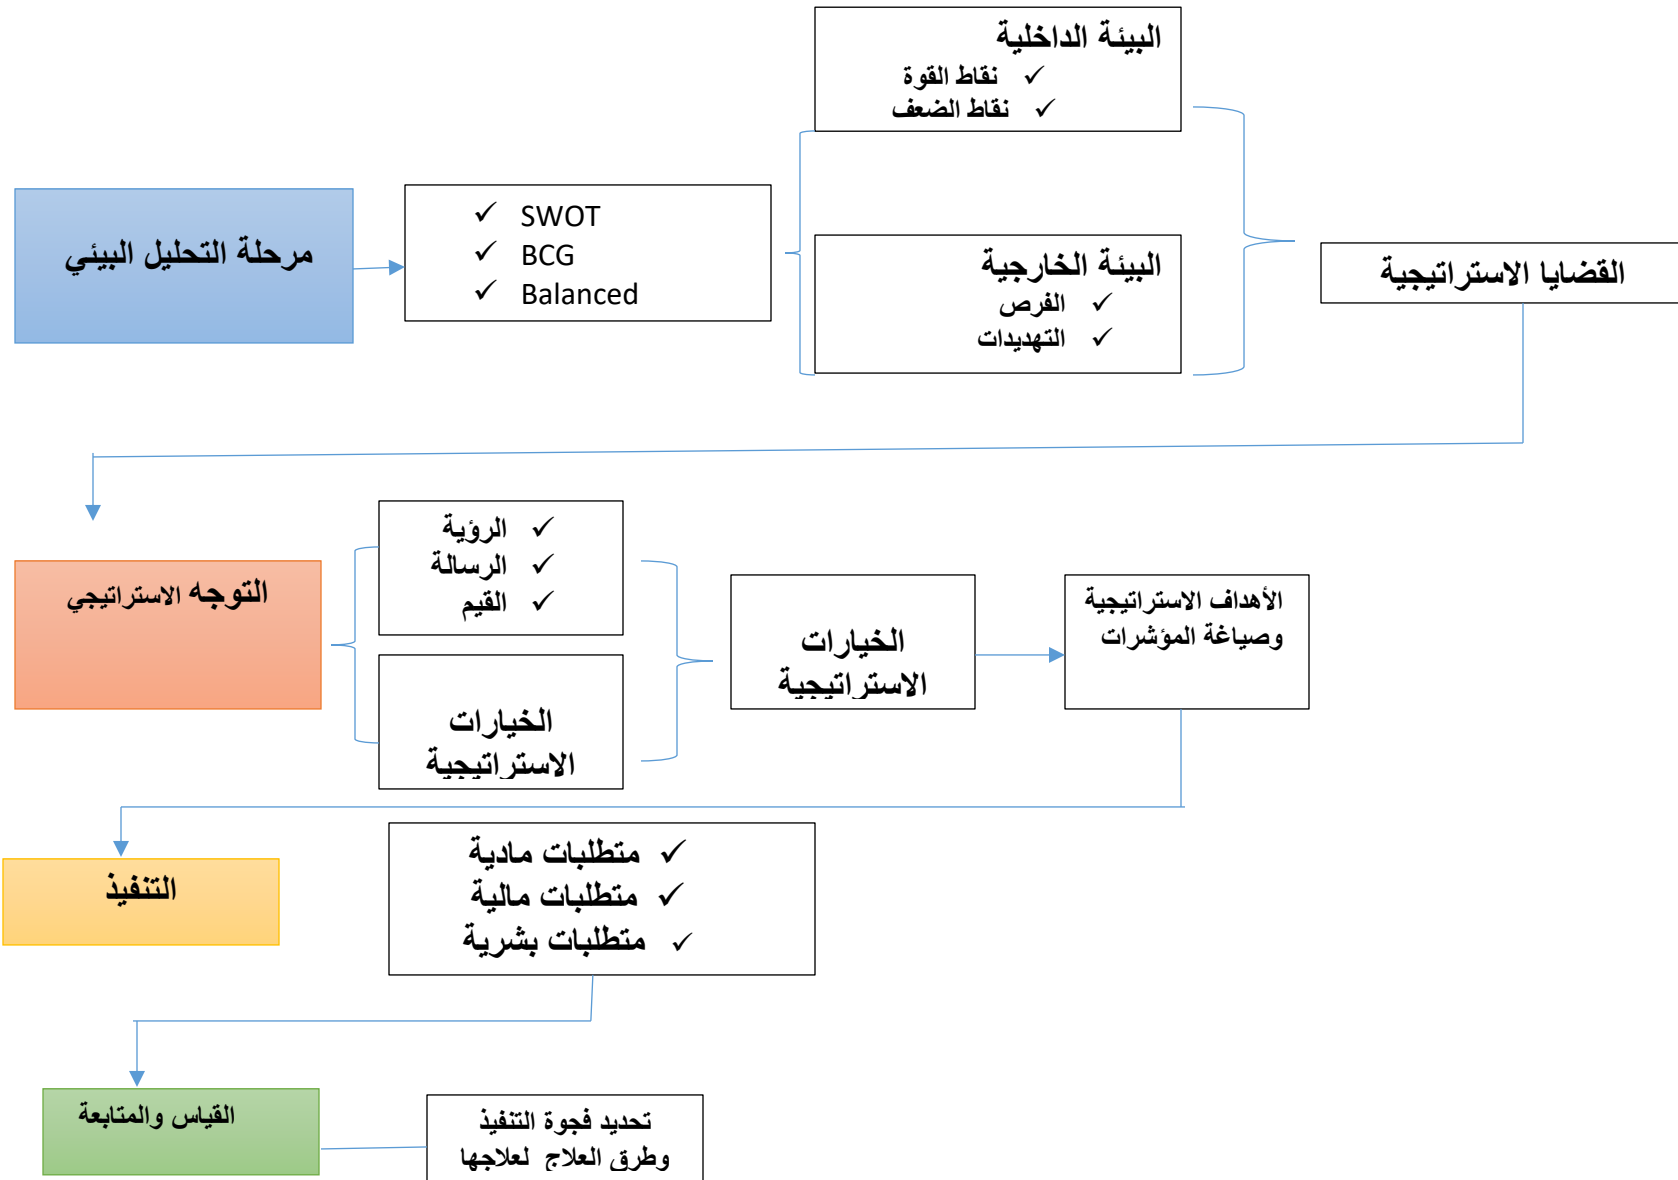 البيئة الداخلية
✓ نقاط القوة
✓ نقاط الضعف
مرحلة التحليل البيئي
✓ SWOT
✓ BCG
✓ Balanced
البيئة الخارجية
✓ الفرص
✓ التهديدات
القضايا الاستراتيجية
التوجه الاستراتيجي
✓ الرؤية
✓ الرسالة
✓ القيم
الخيارات
الاستراتيجية
الخيارات
الاستراتيجية
الأهداف الاستراتيجية
وصياغة المؤشرات
التنفيذ
✓ متطلبات مادية
✓ متطلبات مالية
✓ متطلبات بشرية
القياس والمتابعة
تحديد فجوة التنفيذ
وطرق العلاج لعلاجها